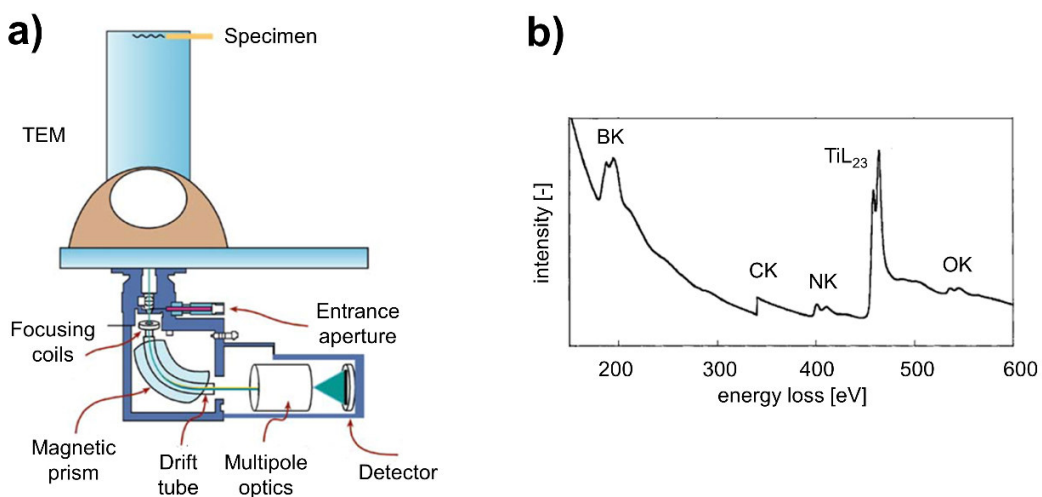 a)
Specimen
TEM
Entrance
aperture
Focusing
coils
Magnetic
prism
Drift
tube
Multipole
optics
Detector
b)
BK
TiL23
CK
NK
OK
intensity [-]
200
300
400
500
600
energy loss [eV]